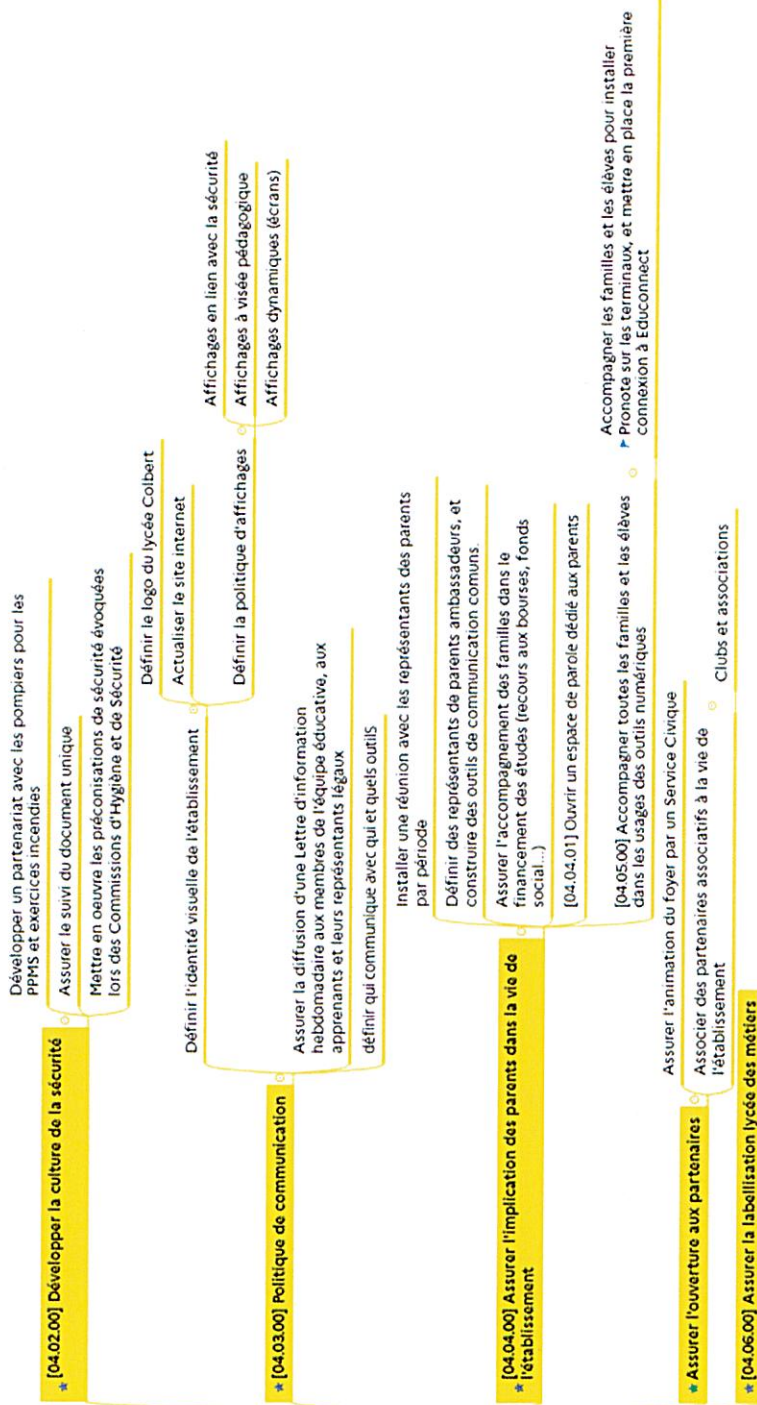 Développer un partenariat avec les pompiers pour les
PPMS et exercices incendies
[04.02.00] Développer la culture de la sécurité
Assurer le suivi du document unique
Mettre en oeuvre les préconisations de sécurité évoquées
lors des Commissions d'Hygiène et de Sécurité
Définir le logo du lycée Colbert
Définir l'identité visuelle de l'établissement
Actualiser le site internet
Définir la politique d'affichages
Affichages en lien avec la sécurité
Affichages à visée pédagogique
Affichages dynamiques (écrans)
[04.03.00] Politique de communication
Assurer la diffusion d'une Lettre d'information
hebdomadaire aux membres de l'équipe éducative, aux
apprenants et leurs représentants légaux
définir qui communique avec qui et quels outilS
Installer une réunion avec les représentants des parents
par période
Définir des représentants de parents ambassadeurs, et
construire des outils de communication comuns.
[04.04.00] Assurer l'implication des parents dans la vie de
l'établissement
Assurer l'accompagnement des familles dans le
financement des études (recours aux bourses, fonds
social...)
[04.04.01] Ouvrir un espace de parole dédié aux parents
[04.05.00] Accompagner toutes les familles et les élèves
dans les usages des outils numériques
Accompagner les familles et les élèves pour installer
Pronote sur les terminaux, et mettre en place la première
connexion à Educonnect
Assurer l'ouverture aux partenaires
Assurer l'animation du foyer par un Service Civique
Associer des partenaires associatifs à la vie de
l'établissement
Clubs et associations
[04.06.00] Assurer la labellisation lycée des métiers